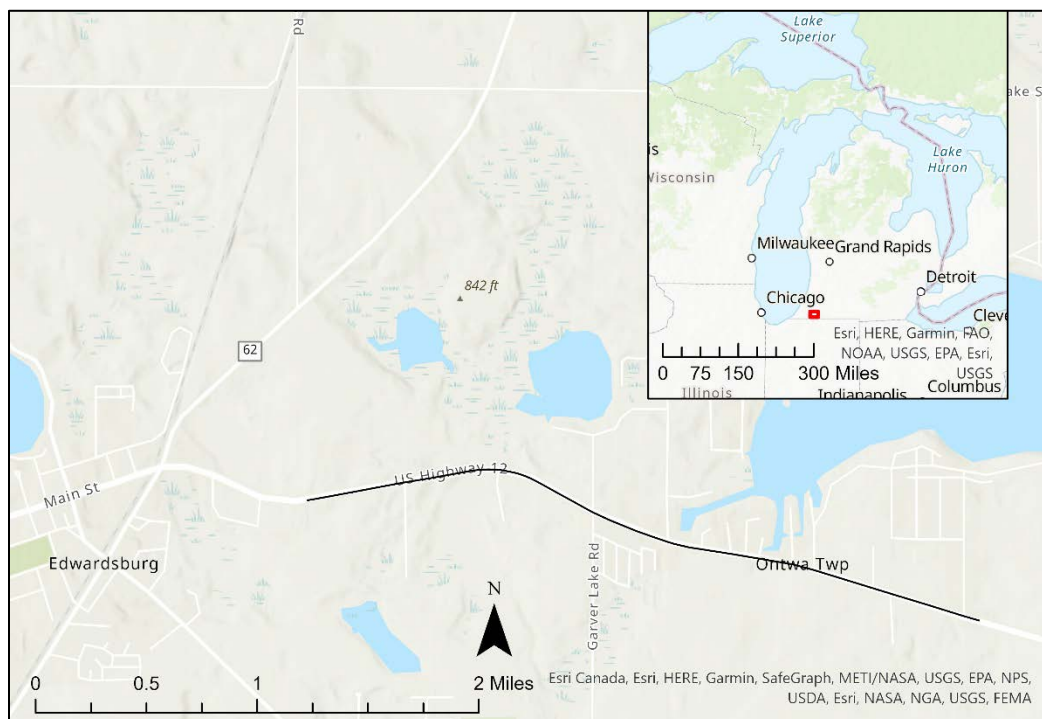 Rd
Lake
Superior
Lake
Huron
is
Wisconsin
Milwaukee
Grand Rapids
Detroit
Chicago
Cleve
Esri, HERE, Garmin, FAO,
NOAA, USGS, EPA, Esri,
USGS
0 75 150 300 Miles
Columbus
Illinois
Indianapolis
ake S
842 ft
62
US Highway 12
Main St
Edwardsburg
Ontwa Twp
Garver Lake Rd
N
0 0.5 1 2 Miles
Esri Canada, Esri, HERE, Garmin, SafeGraph, METI/NASA, USGS, EPA, NPS,
USDA, Esri, NASA, NGA, USGS, FEMA